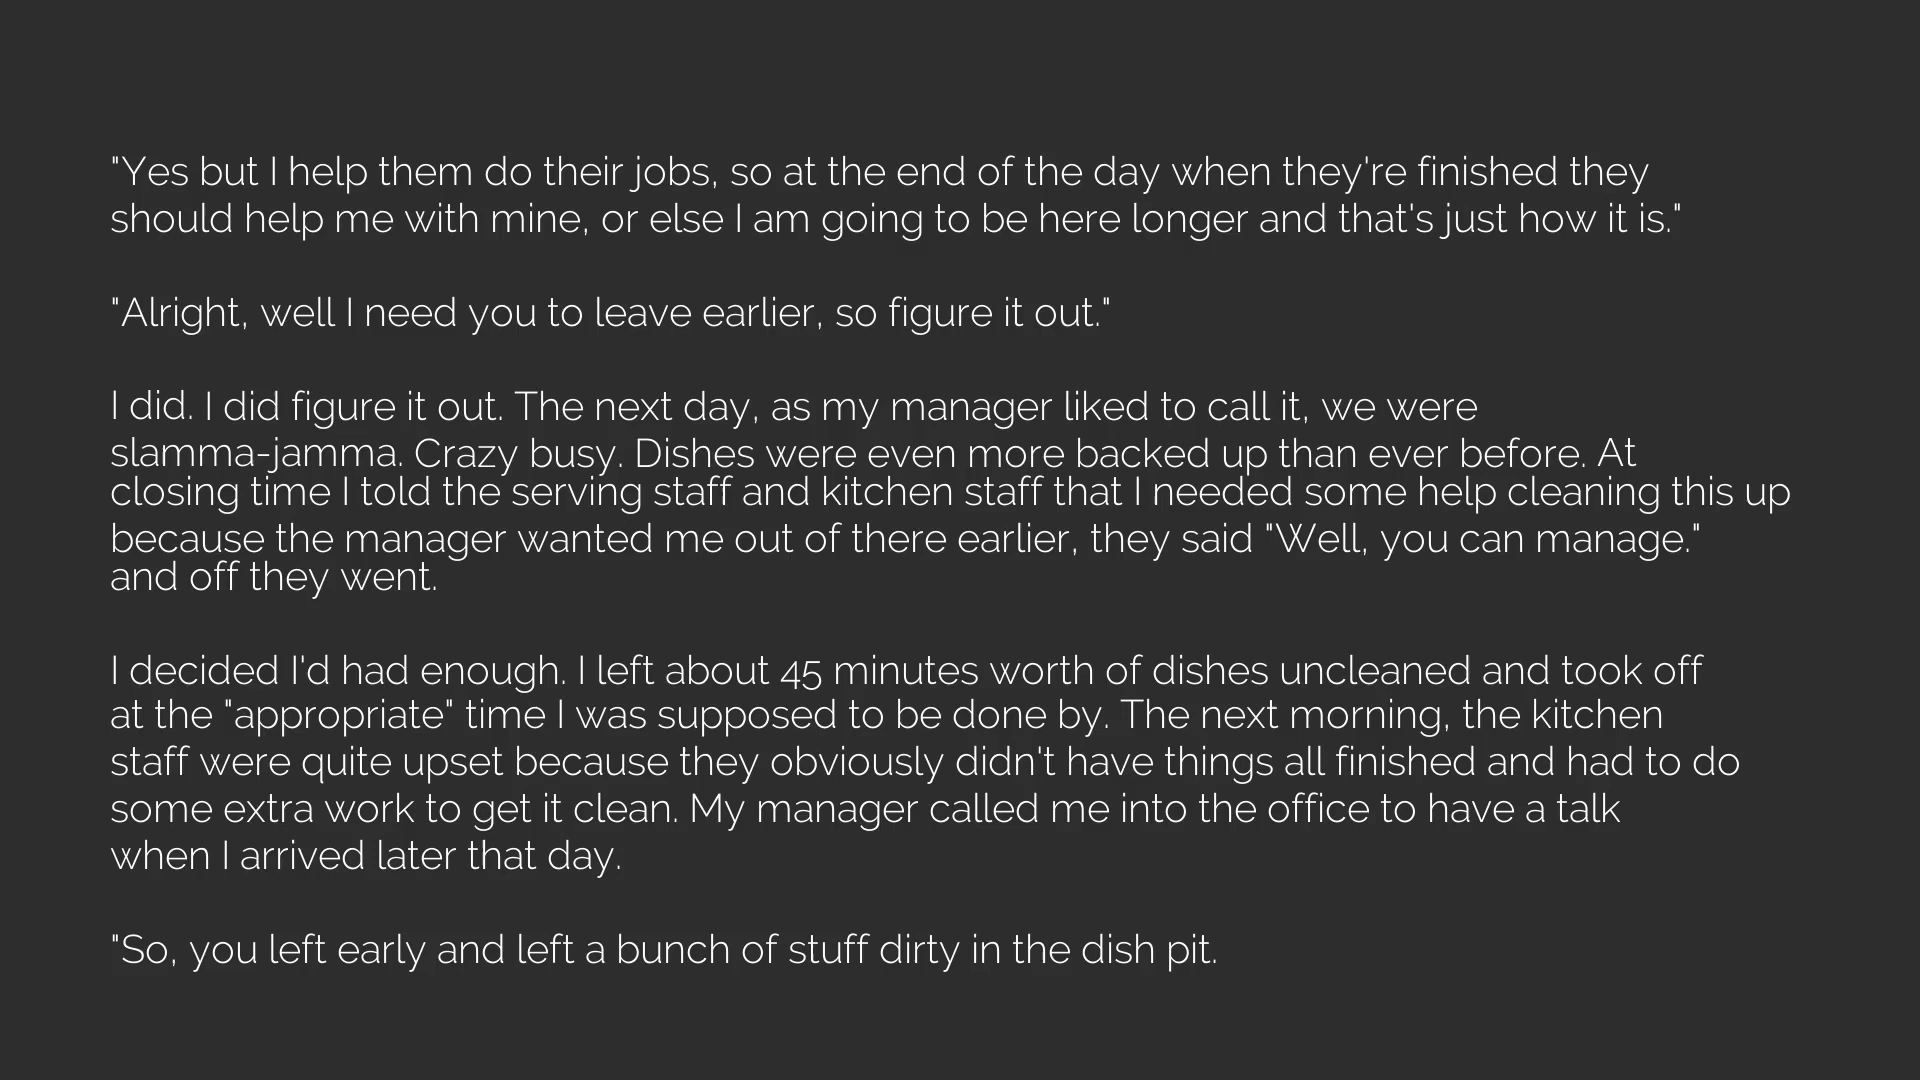 "Yes but I help them do their jobs, so at the end of the day when they're finished they
should help me with mine, or else I am going to be here longer and that's just how it is."
"Alright, well I need you to leave earlier, so figure it out."
I did. I did figure it out. The next day, as my manager liked to call it, we were
slamma-jamma. Crazy busy. Dishes were even more backed up than ever before. At
closing time I told the serving staff and kitchen staff that I needed some help cleaning this up
because the manager wanted me out of there earlier, they said "Well, you can manage."
and off they went.
I decided I'd had enough. I left about 45 minutes worth of dishes uncleaned and took off
at the "appropriate" time I was supposed to be done by. The next morning, the kitchen
staff were quite upset because they obviously didn't have things all finished and had to do
some extra work to get it clean. My manager called me into the office to have a talk
when I arrived later that day.
"So, you left early and left a bunch of stuff dirty in the dish pit.